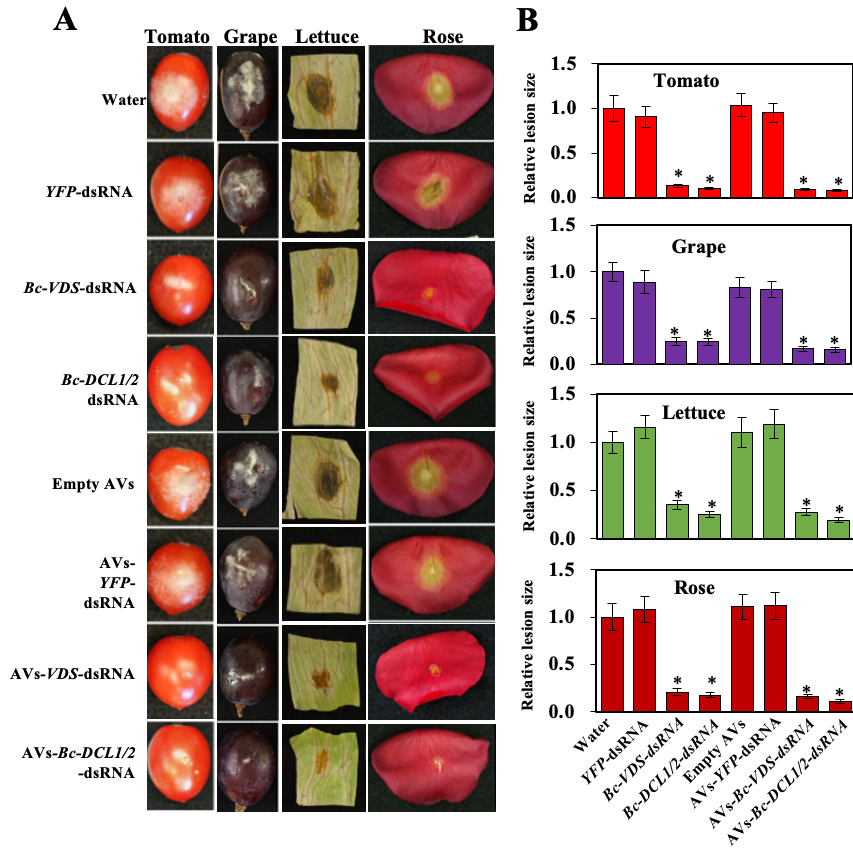 A
Tomato Grape Lettuce Rose
Water
YFP-dsRNA
Bc-VDS-dsRNA
Bc-DCL1/2
dsRNA
Empty AVs
AVs-
YFP-
dsRNA
AVs-VDS-dsRNA
AVs-Bc-DCL1/2
-dsRNA
B
Relative lesion size
1.5
1.0
0.5
0.0
Tomato
* * * *
Relative lesion size
1.5
1.0
0.5
0.0
Grape
* * * *
Relative lesion size
1.5
1.0
0.5
0.0
Lettuce
* * * *
Relative lesion size
1.5
1.0
0.5
0.0
Rose
* * * *
Water
YFP-dsRNA
Bc-VDS-dsRNA
Bc-DCL1/2-dsRNA
Empty AVs
AVs-YFP-dsRNA
AVs-Bc-VDS-dsRNA
AVs-Bc-DCL1/2-dsRNA